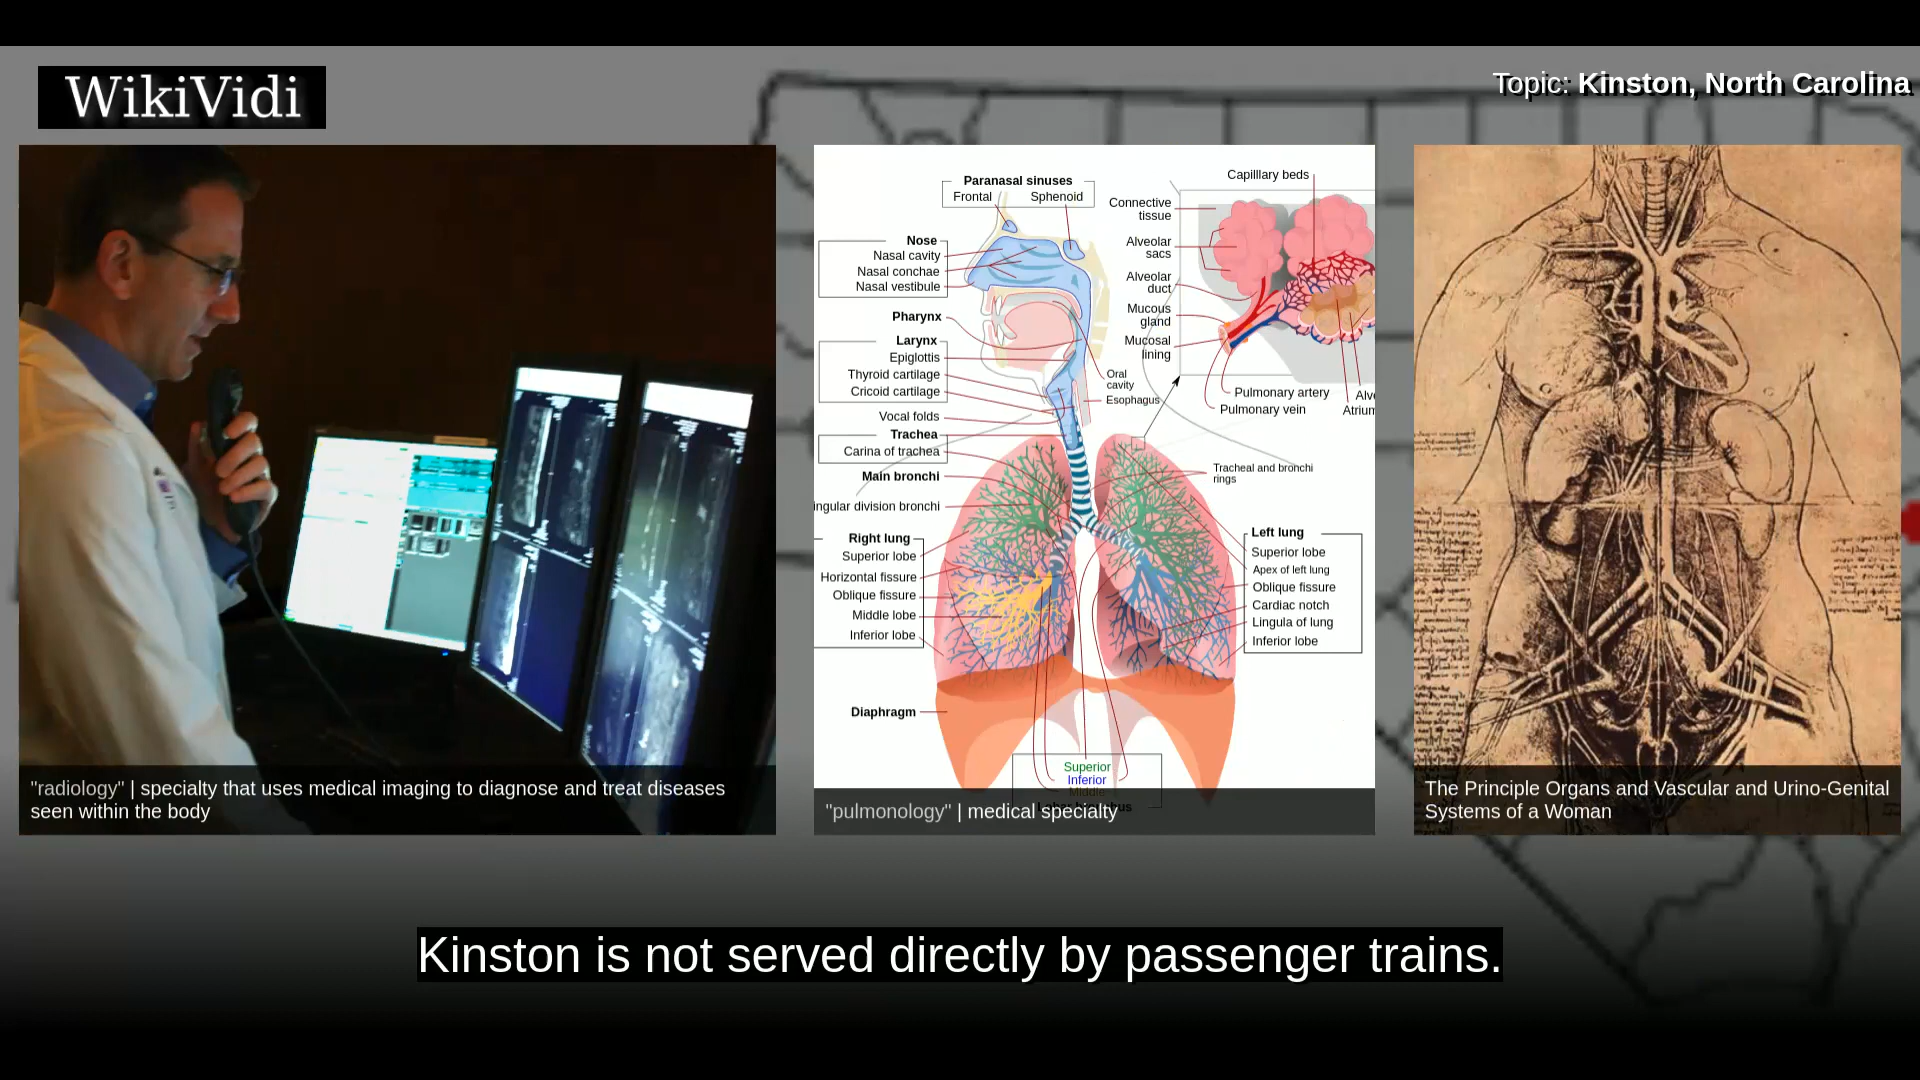 WikiVidi
Topic: Kinston, North Carolina
Paranasal sinuses
Frontal
Sphenoid
Nose
Nasal cavity
Nasal conchae
Nasal vestibule
Pharynx
Larynx
Epiglottis
Thyroid cartilage
Cricoid cartilage
Vocal folds
Trachea
Carina of trachea
Main bronchi
ingular division bronchi
Right lung
Superior lobe
Horizontal fissure
Oblique fissure
Middle lobe
Inferior lobe
Diaphragm
Capilllary beds
Connective
tissue
Alveolar
sacs
Alveolar
duct
Mucous
gland
Mucosal
lining
Oral
cavity
Esophagus
Pulmonary artery
Pulmonary vein
Alve
Atrium
Tracheal and bronchi
rings
Left lung
Superior lobe
Apex of left lung
Oblique fissure
Cardiac notch
Lingula of lung
Inferior lobe
Superior
Inferior
Middle
"radiology" | specialty that uses medical imaging to diagnose and treat diseases
seen within the body
"pulmonology" | medical specialty
The Principle Organs and Vascular and Urino-Genital
Systems of a Woman
Kinston is not served directly by passenger trains.